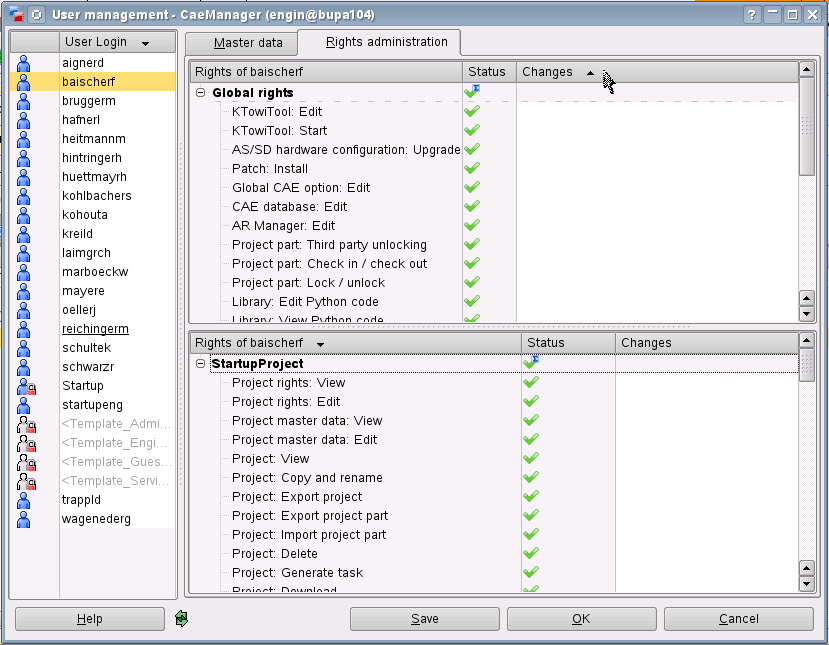 User management - CaeManager (engin@bupa104)
User Login
aignerd
baischerf
bruggerm
hafnerl
heitmannm
hintringerh
huettmayrh
kohlbachers
kohouta
kreild
laimgrch
marboeckw
mayere
oellerj
reichingerm
schultek
schwarzr
Startup
startupeng
<Template_Admi...
<Template_Engi...
<Template_Gues...
<Template_Servi...
trappld
wagenederg
Master data
Rights administration
Rights of baischerf Status Changes
Global rights
KTowiTool: Edit
KTowiTool: Start
AS/SD hardware configuration: Upgrade
Patch: Install
Global CAE option: Edit
CAE database: Edit
AR Manager: Edit
Project part: Third party unlocking
Project part: Check in / check out
Project part: Lock / unlock
Library: Edit Python code
Library: View Python code
Rights of baischerf Status Changes
StartupProject
Project rights: View
Project rights: Edit
Project master data: View
Project master data: Edit
Project: View
Project: Copy and rename
Project: Export project
Project: Export project part
Project: Import project part
Project: Delete
Project: Generate task
Project: Download
Help
Save
OK
Cancel